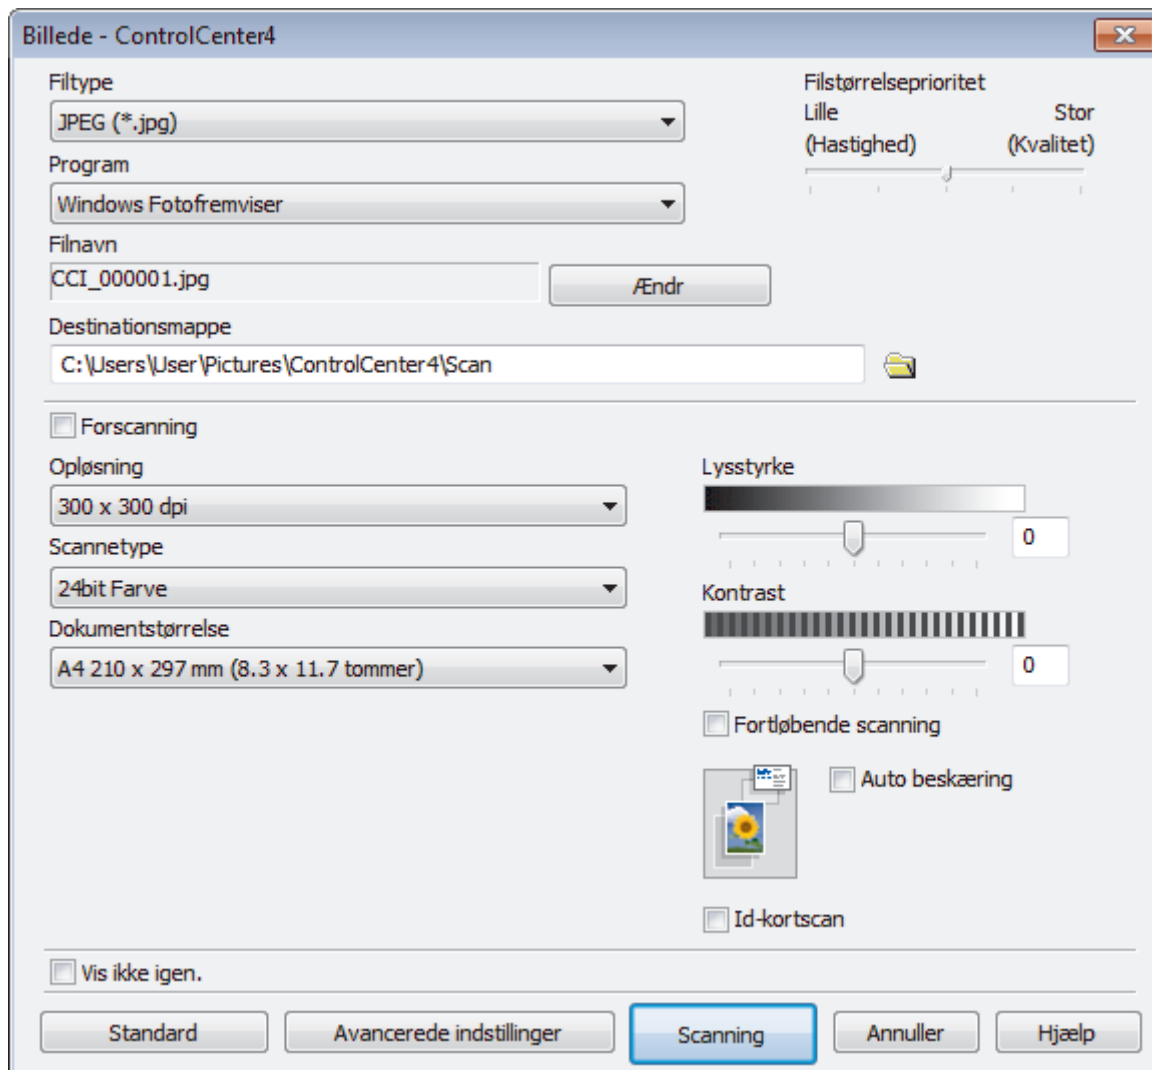 Billede - ControlCenter4
Filtype
JPEG (*.jpg)
Program
Windows Fotofremviser
Filnavn
CCI_000001.jpg
Ændr
Destinationsmappe
C:\Users\User\Pictures\ControlCenter4\Scan
Filstørrelseprioritet
Lille Stor
(Hastighed) (Kvalitet)
Forscanning
Opløsning
300 x 300 dpi
Scannetype
24bit Farve
Dokumentstørrelse
A4 210 x 297 mm (8.3 x 11.7 tommer)
Lysstyrke
0
Kontrast
0
Fortløbende scanning
Auto beskæring
Id-kortscan
Vis ikke igen.
Standard Avancerede indstillinger Scanning Annuller Hjælp